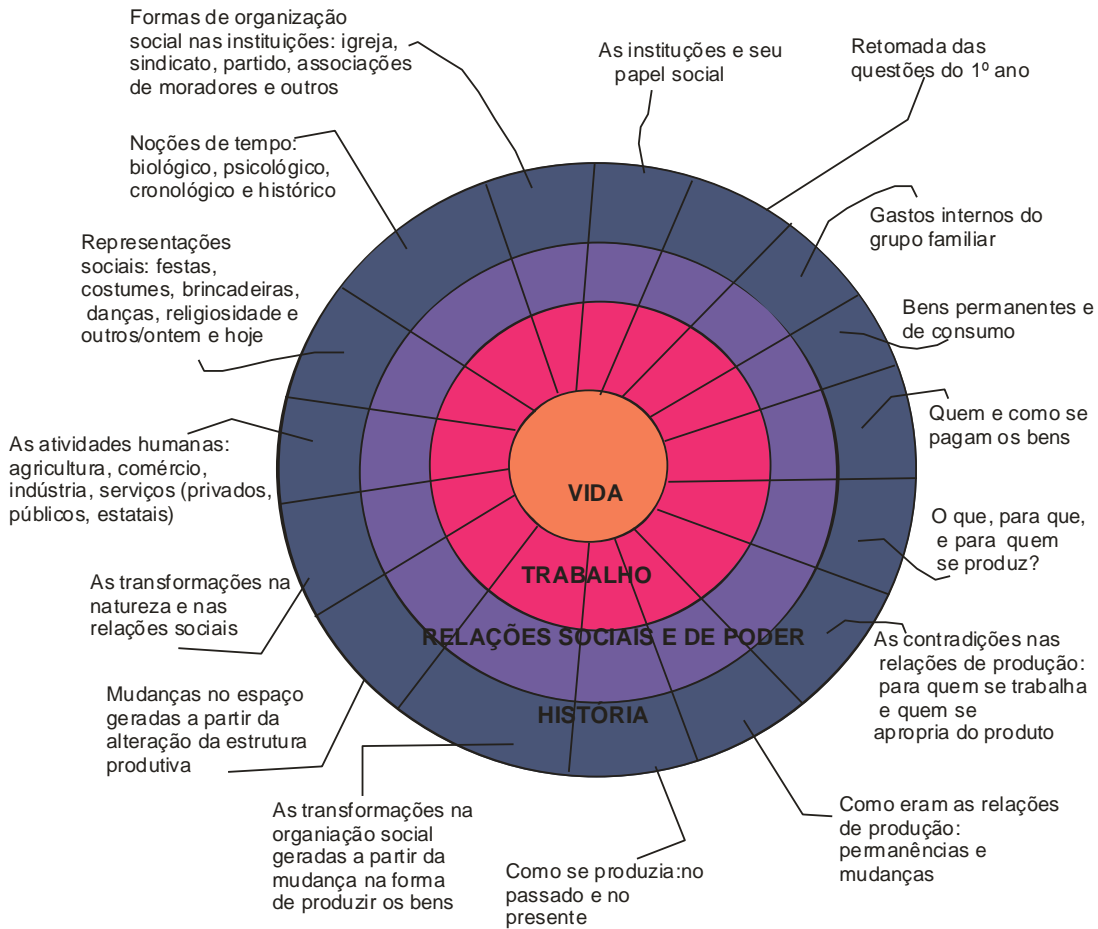 Formas de organização
social nas instituições: igreja,
sindicato, partido, associações
de moradores e outros
As instituções e seu
papel social
Retomada das
questões do 1º ano
Noções de tempo:
biológico, psicológico,
cronológico e histórico
Gastos internos do
grupo familiar
Representações
sociais: festas,
costumes, brincadeiras,
danças, religiosidade e
outros/ontem e hoje
Bens permanentes e
de consumo
Quem e como se
pagam os bens
As atividades humanas:
agricultura, comércio,
indústria, serviços (privados,
públicos, estatais)
O que, para que,
e para quem
se produz?
As transformações na
natureza e nas
relações sociais
As contradições nas
relações de produção:
para quem se trabalha
e quem se
apropria do produto
Mudanças no espaço
geradas a partir da
alteração da estrutura
produtiva
Como eram as relações
de produção:
permanências e
mudanças
As transformações na
organiação social
geradas a partir da
mudança na forma
de produzir os bens
Como se produzia:no
passado e no
presente
VIDA
TRABALHO
RELAÇÕES SOCIAIS E DE PODER
HISTÓRIA